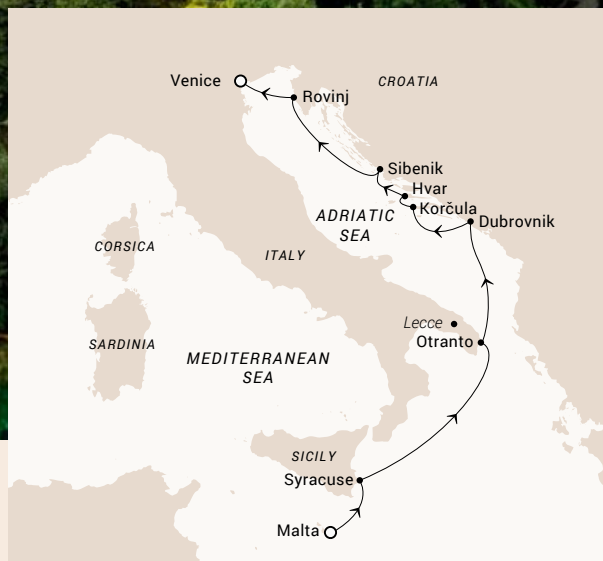 Venice
CROATIA
Rovinj
Sibenik
Hvar
Korčula
ADRIATIC
SEA
Dubrovnik
CORSICA
ITALY
Lecce
Otranto
SARDINIA
MEDITERRANEAN
SEA
SICILY
Syracuse
Malta